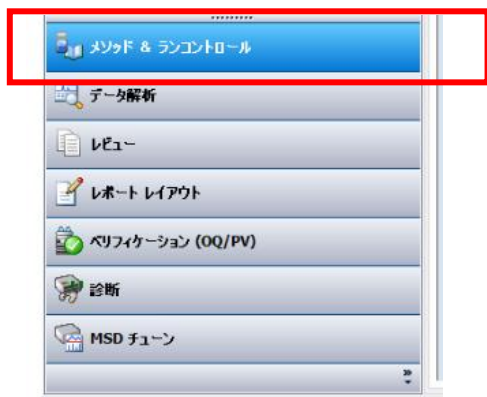 メソッド & ランコントロール
データ解析
レビュー
レポート レイアウト
ベリフィケーション (OQ/PV)
診断
MSD チューン